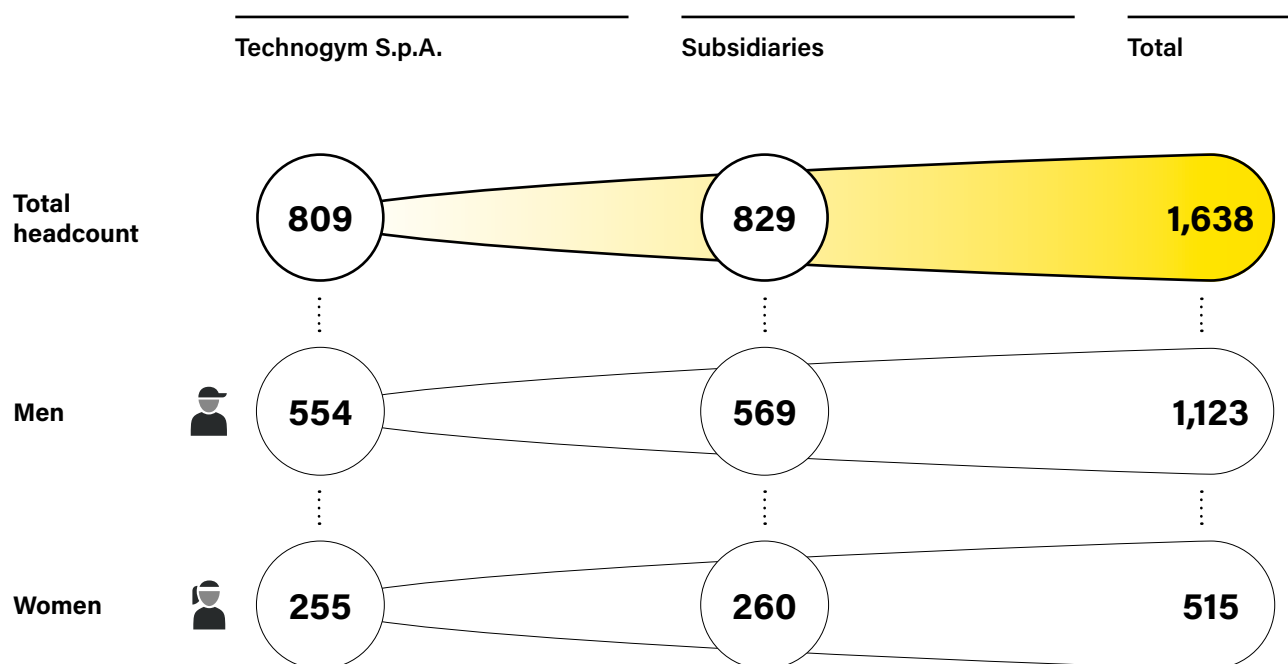 Technogym S.p.A.
Subsidiaries
Total
Total
headcount
809
829
1,638
Men
554
569
1,123
Women
255
260
515